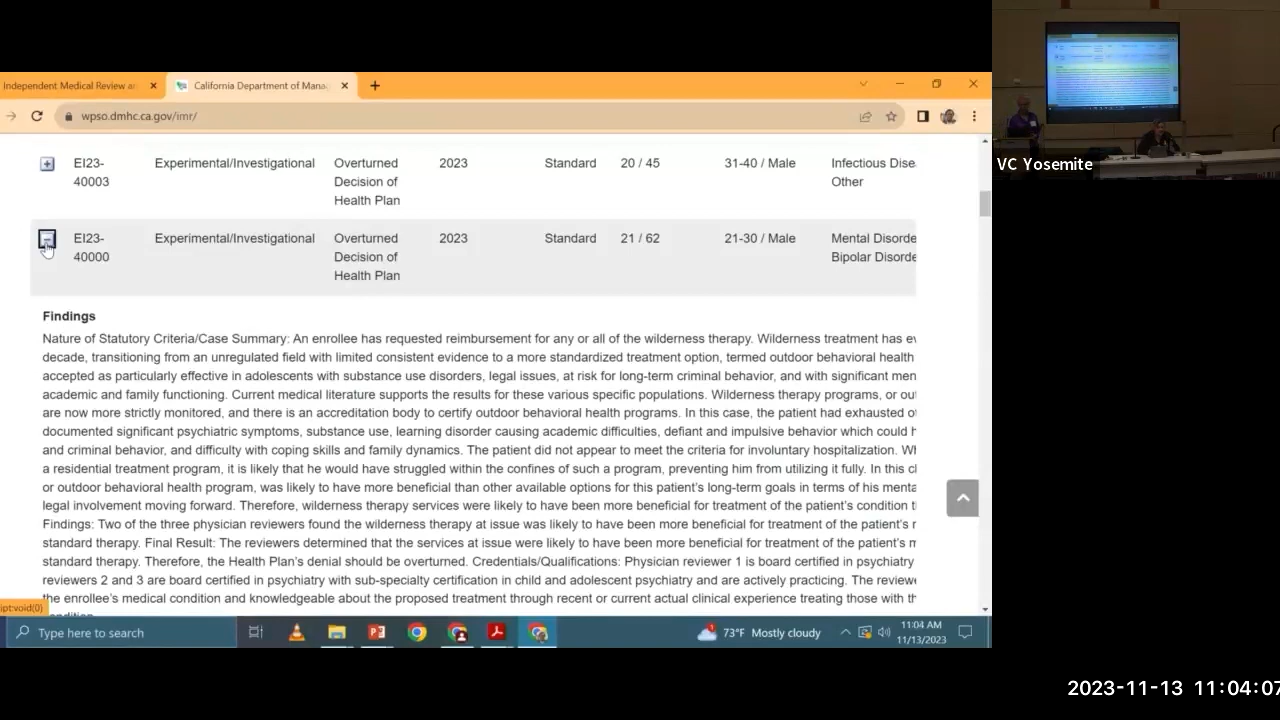 Independent Medical Review a
California Department of Mana
wpso.dmhc.ca.gov/imr/
EI23-
40003
Experimental/Investigational
Overturned
Decision of
Health Plan
2023
Standard
20 / 45
31-40 / Male
Infectious Dise
Other
EI23-
40000
Experimental/Investigational
Overturned
Decision of
Health Plan
2023
Standard
21 / 62
21-30 / Male
Mental Disorde
Bipolar Disorde
Findings
Nature of Statutory Criteria/Case Summary: An enrollee has requested reimbursement for any or all of the wilderness therapy. Wilderness treatment has ev
decade, transitioning from an unregulated field with limited consistent evidence to a more standardized treatment option, termed outdoor behavioral health
accepted as particularly effective in adolescents with substance use disorders, legal issues, at risk for long-term criminal behavior, and with significant men
academic and family functioning. Current medical literature supports the results for these various specific populations. Wilderness therapy programs, or out
are now more strictly monitored, and there is an accreditation body to certify outdoor behavioral health programs. In this case, the patient had exhausted ot
documented significant psychiatric symptoms, substance use, learning disorder causing academic difficulties, defiant and impulsive behavior which could h
and criminal behavior, and difficulty with coping skills and family dynamics. The patient did not appear to meet the criteria for involuntary hospitalization. Wh
a residential treatment program, it is likely that he would have struggled within the confines of such a program, preventing him from utilizing it fully. In this cl
or outdoor behavioral health program, was likely to have been more beneficial than other available options for this patient's long-term goals in terms of his menta
legal involvement moving forward. Therefore, wilderness therapy services were likely to have been more beneficial for treatment of the patient's condition t
Findings: Two of the three physician reviewers found the wilderness therapy at issue was likely to have been more beneficial for treatment of the patient's r
standard therapy. Final Result: The reviewers determined that the services at issue were likely to have been more beneficial for treatment of the patient's m
standard therapy. Therefore, the Health Plan's denial should be overturned. Credentials/Qualifications: Physician reviewer 1 is board certified in psychiatry
reviewers 2 and 3 are board certified in psychiatry with sub-specialty certification in child and adolescent psychiatry and are actively practicing. The reviewe
the enrollee's medical condition and knowledgeable about the proposed treatment through recent or current actual clinical experience treating those with th
ipt:void(0)
Type here to search
73°F Mostly cloudy
11:04 AM
11/13/2023
VC Yosemite
2023-11-13 11:04:07